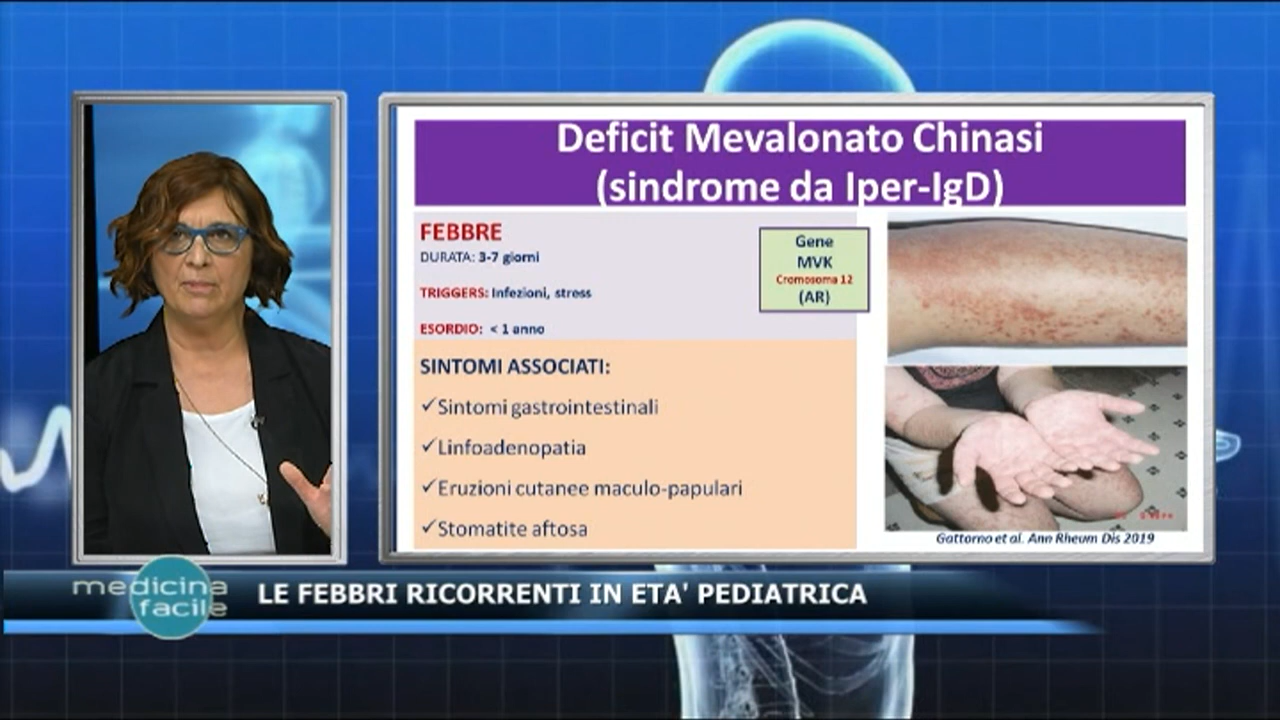 Deficit Mevalonato Chinasi
(sindrome da Iper-IgD)
FEBBRE
DURATA: 3-7 giorni
TRIGGERS: Infezioni, stress
ESORDIO: < 1 anno
Gene
MVK
Cromosoma 12
(AR)
SINTOMI ASSOCIATI:
✓Sintomi gastrointestinali
✓Linfoadenopatia
✓Eruzioni cutanee maculo-papulari
✓Stomatite aftosa
Gattorno et al. Ann Rheum Dis 2019
medicina
facile
LE FEBBRI RICORRENTI IN ETA' PEDIATRICA